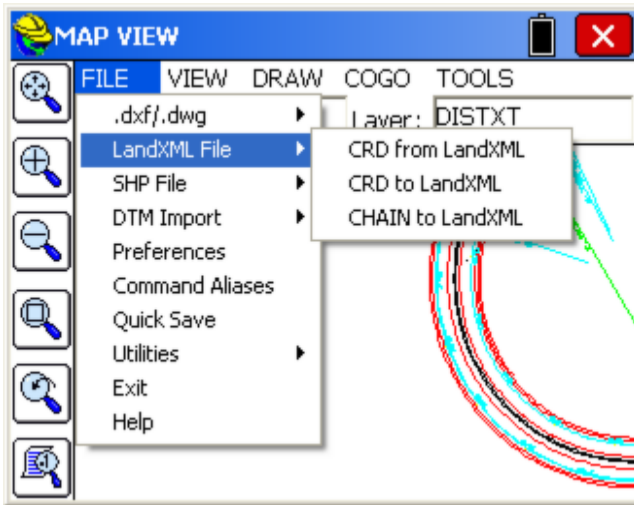 MAP VIEW
FILE VIEW DRAW COGO TOOLS
.dxf/.dwg
Layer: DISTXT
LandXML File
CRD from LandXML
SHP File
CRD to LandXML
DTM Import
CHAIN to LandXML
Preferences
Command Aliases
Quick Save
Utilities
Exit
Help